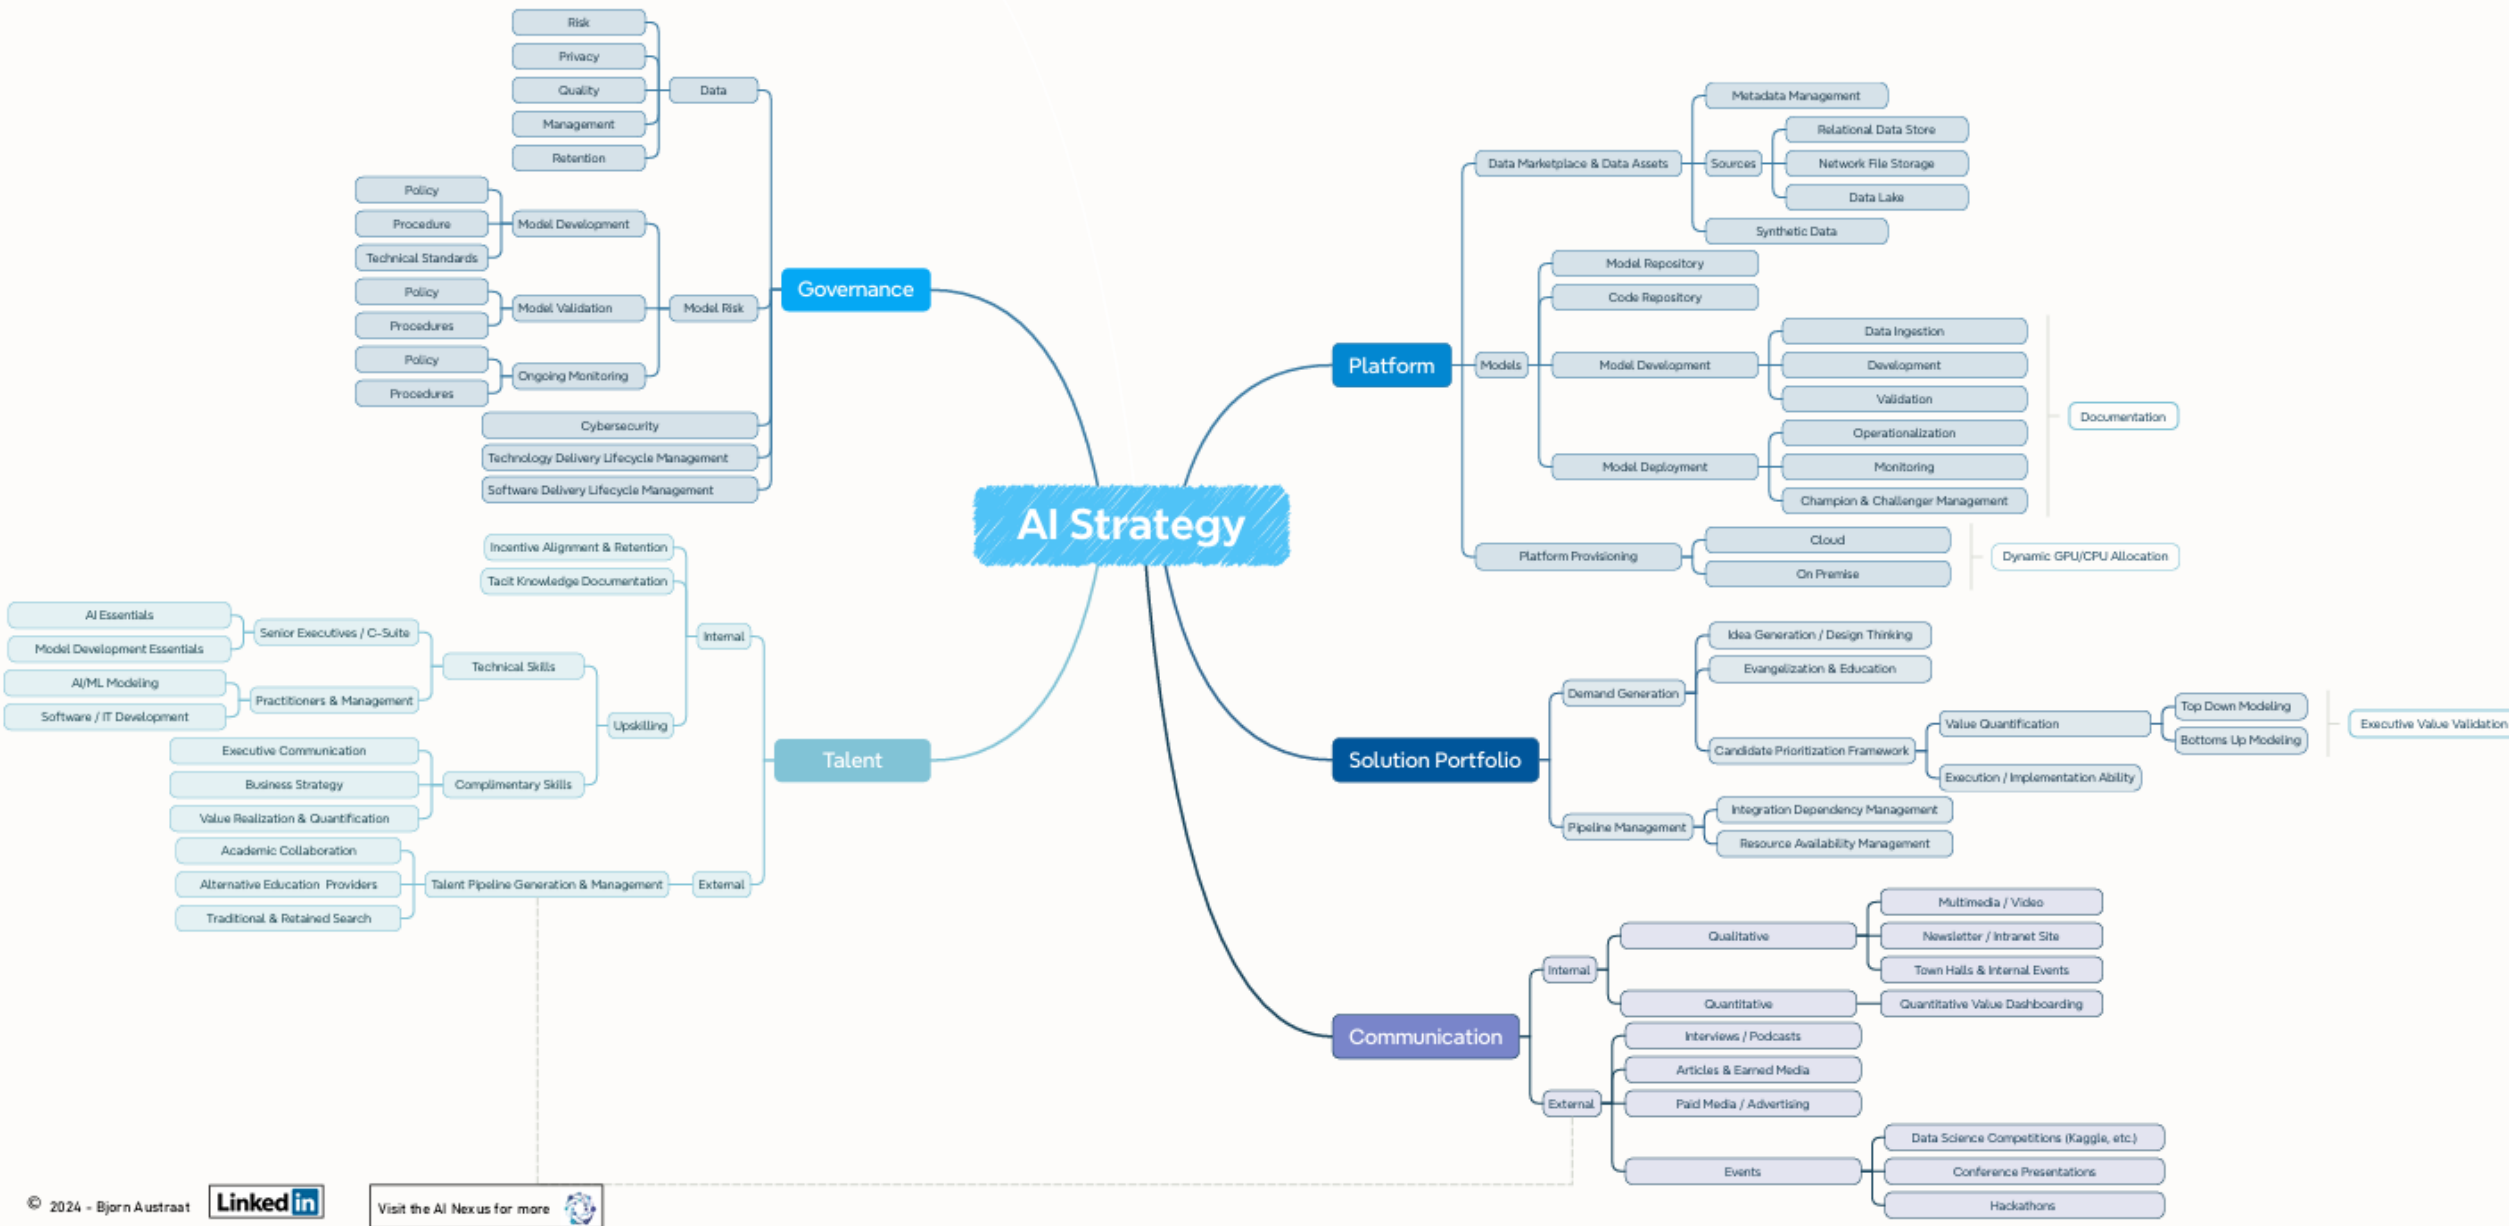 AI Strategy
Governance
Data
Risk
Privacy
Quality
Management
Retention
Model Risk
Model Development
Policy
Procedure
Technical Standards
Model Validation
Policy
Procedures
Ongoing Monitoring
Policy
Procedures
Cybersecurity
Technology Delivery Lifecycle Management
Software Delivery Lifecycle Management
Talent
Internal
Incentive Alignment & Retention
Tacit Knowledge Documentation
Upskilling
Technical Skills
Senior Executives / C-Suite
AI Essentials
Model Development Essentials
Practitioners & Management
AI/ML Modeling
Software / IT Development
Complimentary Skills
Executive Communication
Business Strategy
Value Realization & Quantification
External
Talent Pipeline Generation & Management
Academic Collaboration
Alternative Education Providers
Traditional & Retained Search
Platform
Data Marketplace & Data Assets
Metadata Management
Sources
Relational Data Store
Network File Storage
Data Lake
Synthetic Data
Models
Model Repository
Code Repository
Model Development
Data Ingestion
Development
Validation
Model Deployment
Operationalization
Monitoring
Champion & Challenger Management
Documentation
Platform Provisioning
Cloud
On Premise
Dynamic GPU/CPU Allocation
Solution Portfolio
Demand Generation
Idea Generation / Design Thinking
Evangelization & Education
Candidate Prioritization Framework
Value Quantification
Top Down Modeling
Bottoms Up Modeling
Executive Value Validation
Execution / Implementation Ability
Pipeline Management
Integration Dependency Management
Resource Availability Management
Communication
Internal
Qualitative
Multimedia / Video
Newsletter / Intranet Site
Town Halls & Internal Events
Quantitative
Quantitative Value Dashboarding
External
Interviews / Podcasts
Articles & Earned Media
Paid Media / Advertising
Events
Data Science Competitions (Kaggle, etc.)
Conference Presentations
Hackathons
© 2024 - Bjorn Austraat
Linked in
Visit the AI Nexus for more